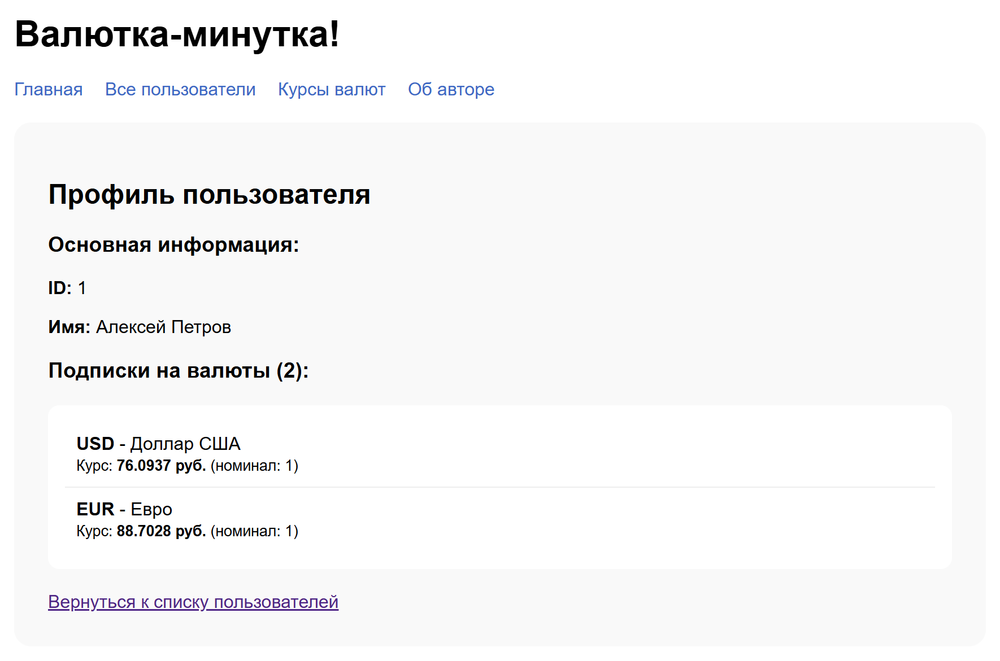 Валютка-минутка!
Главная Все пользователи Курсы валют Об авторе
Профиль пользователя
Основная информация:
ID: 1
Имя: Алексей Петров
Подписки на валюты (2):
USD - Доллар США
Курс: 76.0937 руб. (номинал: 1)
EUR - Евро
Курс: 88.7028 руб. (номинал: 1)
Вернуться к списку пользователей